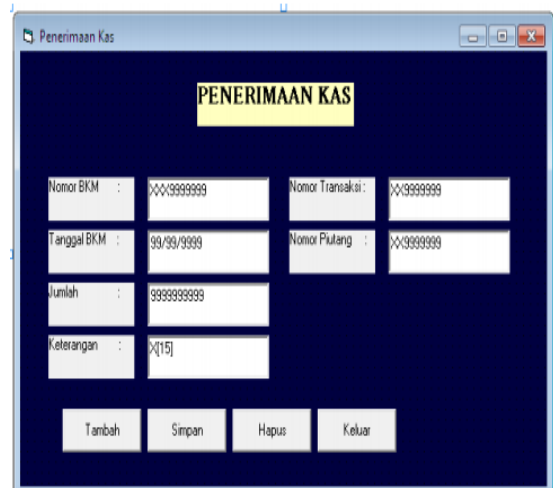 Penerimaan Kas
PENERIMAAN KAS
Nomor BKM : XXX9999999 Nomor Transaksi : XX9999999
Tanggal BKM : 99/99/9999 Nomor Piutang : XX9999999
Jumlah : 9999999999
Keterangan : X[15]
Tambah Simpan Hapus Keluar